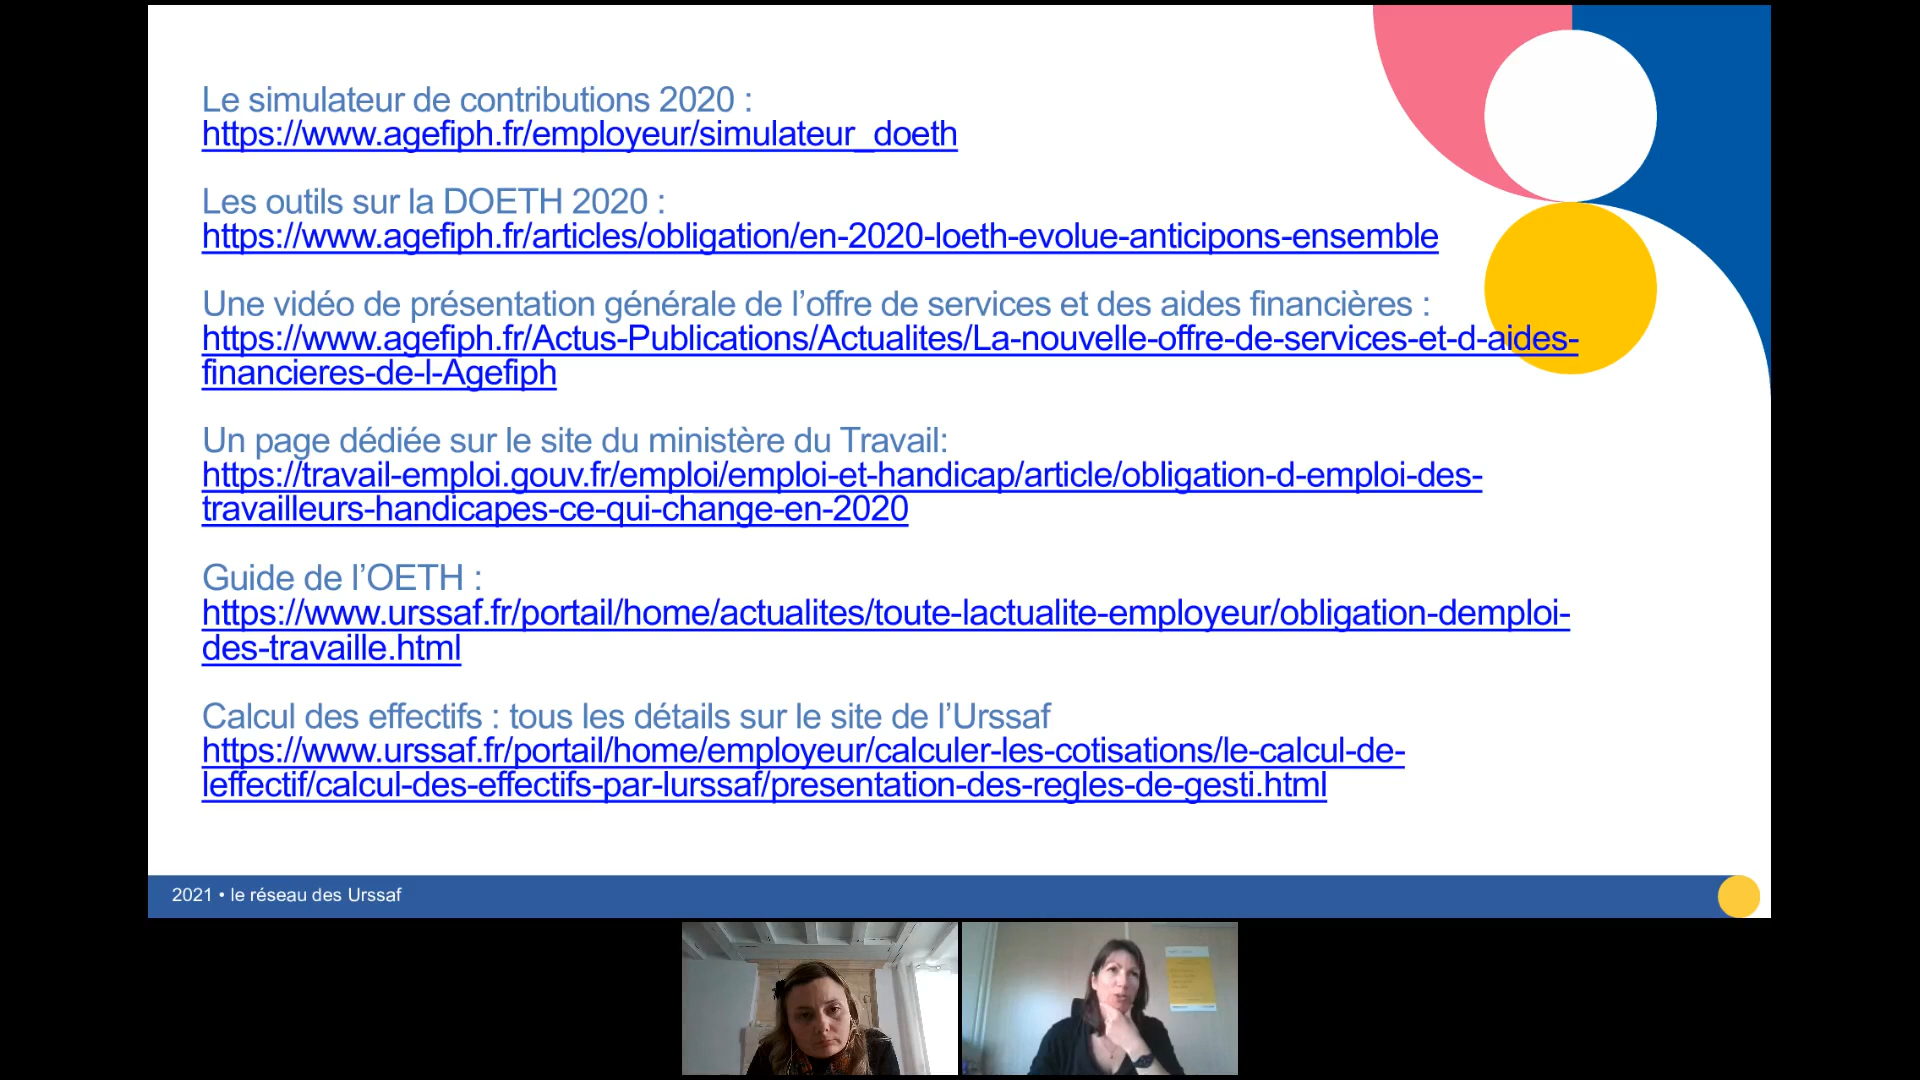 Le simulateur de contributions 2020 :
https://www.agefiph.fr/employeur/simulateur_doeth
Les outils sur la DOETH 2020 :
https://www.agefiph.fr/articles/obligation/en-2020-loeth-evolue-anticipons-ensemble
Une vidéo de présentation générale de l’offre de services et des aides financières :
https://www.agefiph.fr/Actus-Publications/Actualites/La-nouvelle-offre-de-services-et-d-aides-
financieres-de-l-Agefiph
Un page dédiée sur le site du ministère du Travail:
https://travail-emploi.gouv.fr/emploi/emploi-et-handicap/article/obligation-d-emploi-des-
travailleurs-handicapes-ce-qui-change-en-2020
Guide de l’OETH :
https://www.urssaf.fr/portail/home/actualites/toute-lactualite-employeur/obligation-demploi-
des-travaille.html
Calcul des effectifs : tous les détails sur le site de l’Urssaf
https://www.urssaf.fr/portail/home/employeur/calculer-les-cotisations/le-calcul-de-
leffectif/calcul-des-effectifs-par-lurssaf/presentation-des-regles-de-gesti.html
2021 • le réseau des Urssaf